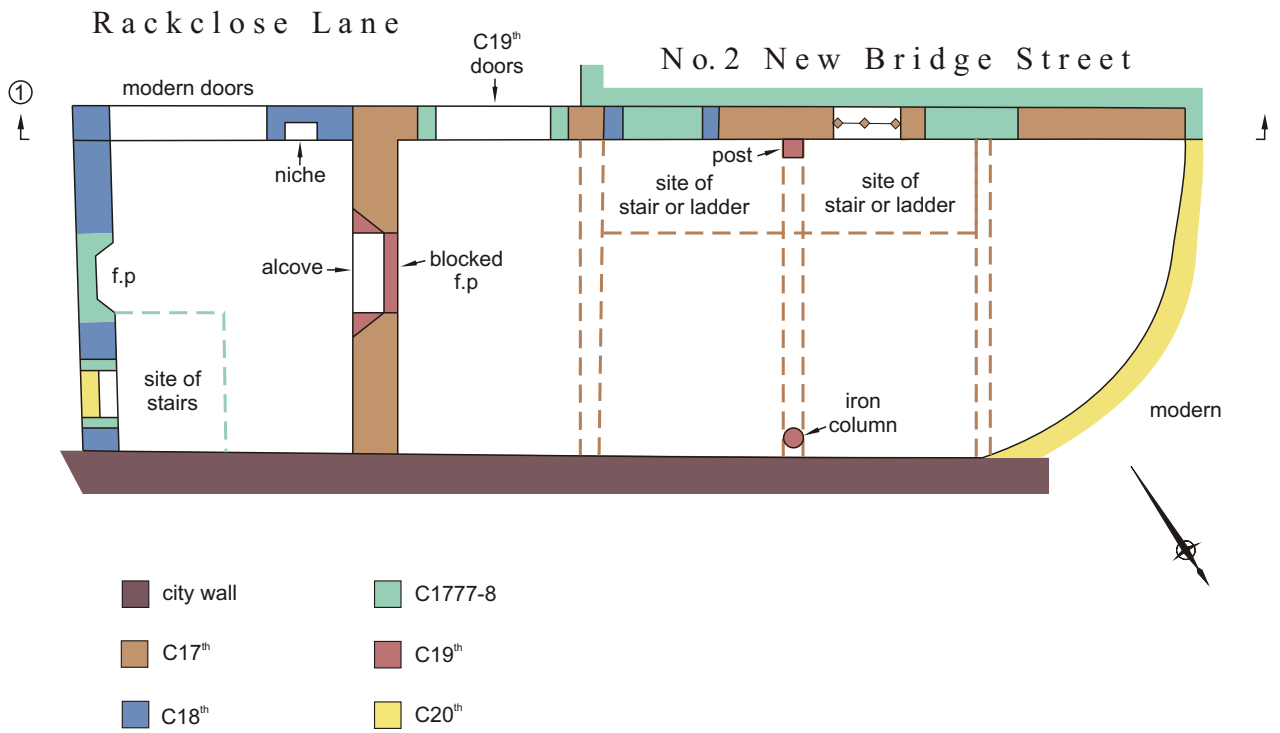 Rackclose Lane
C19th
doors
No.2 New Bridge Street
1
modern doors
niche
post
site of
stair or ladder
site of
stair or ladder
f.p
alcove
blocked
f.p
site of
stairs
iron
column
modern
city wall
C1777-8
C17th
C19th
C18th
C20th